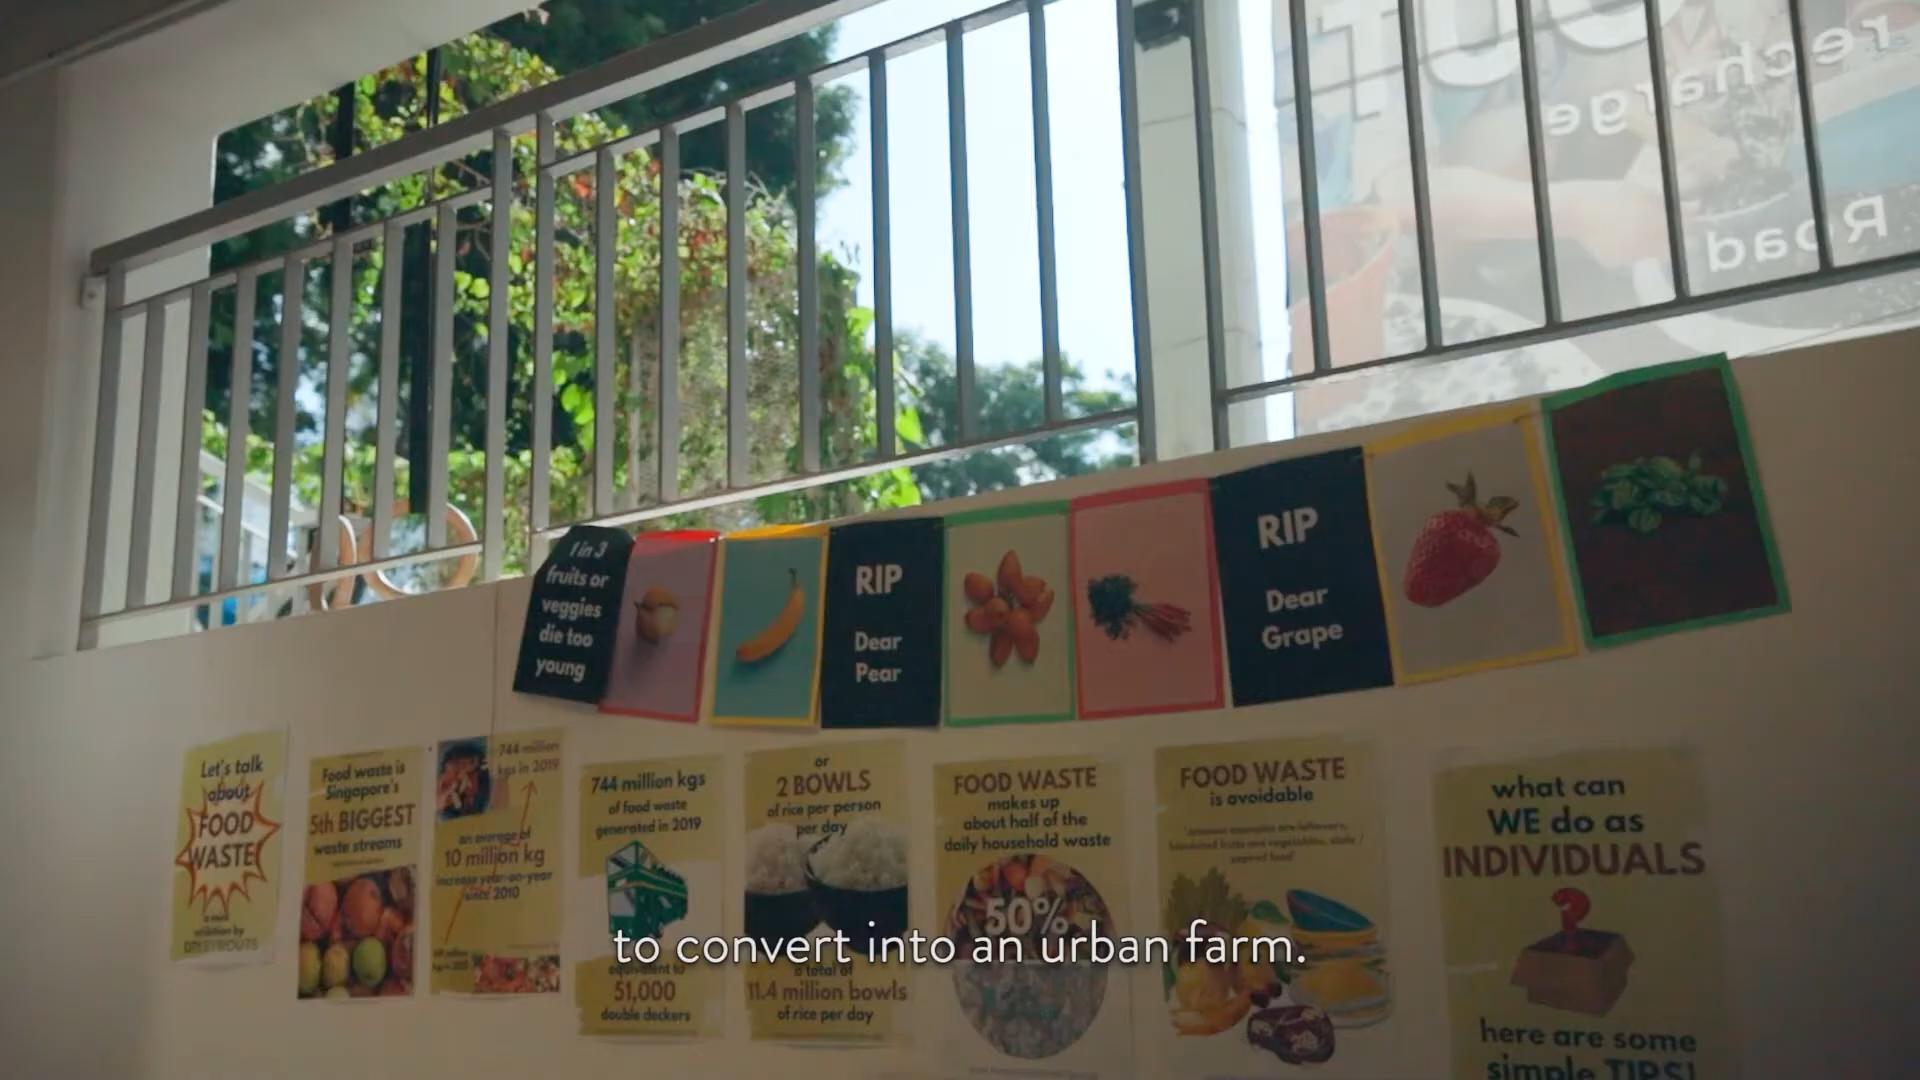 recharge
Road
1 in 3
fruits or
veggies
die too
young
RIP
Dear
Pear
RIP
Dear
Grape
Let's talk
about
FOOD
WASTE
Food waste is
Singapore's
5th BIGGEST
waste streams
744 million
kgs in 2019
an average of
10 million kg
increase year-on-year
since 2010
744 million kgs
of food waste
generated in 2019
equivalent to
51,000
double deckers
or
2 BOWLS
of rice per person
per day
a total of
11.4 million bowls
of rice per day
FOOD WASTE
makes up
about half of the
daily household waste
50%
FOOD WASTE
is avoidable
what can
WE do as
INDIVIDUALS
?
here are some
simple TIPS!
to convert into an urban farm.